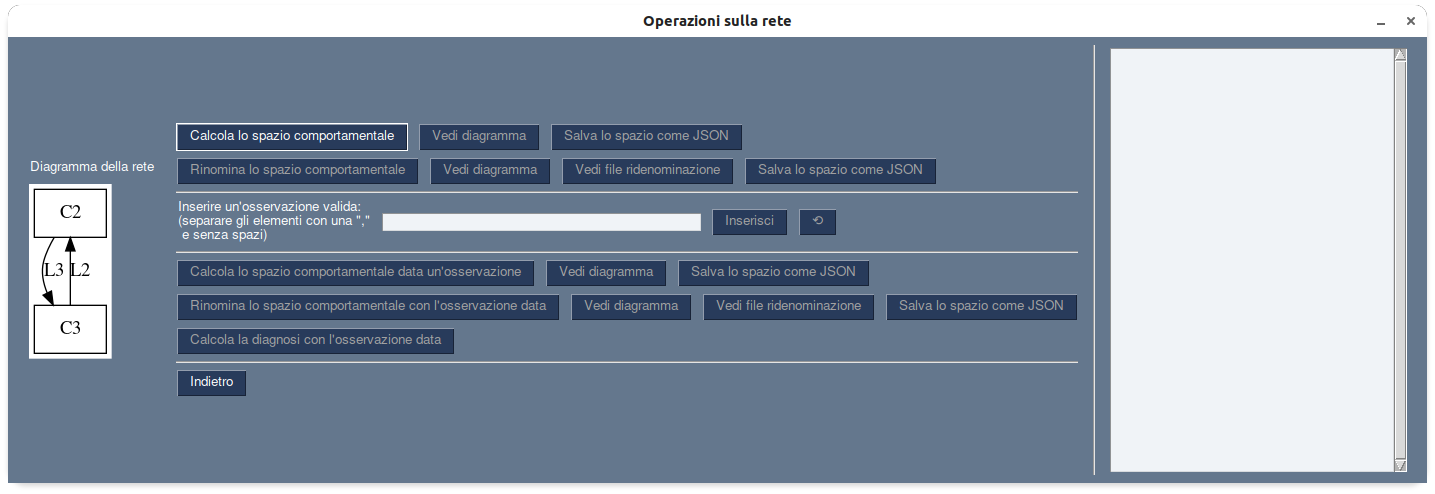 Operazioni sulla rete
Calcola lo spazio comportamentale Vedi diagramma Salva lo spazio come JSON
Diagramma della rete
Rinomina lo spazio comportamentale Vedi diagramma Vedi file ridenominazione Salva lo spazio come JSON
C2
L3 L2
C3
Inserire un'osservazione valida:
(separare gli elementi con una ","
e senza spazi)
Inserisci ⟲
Calcola lo spazio comportamentale data un'osservazione Vedi diagramma Salva lo spazio come JSON
Rinomina lo spazio comportamentale con l'osservazione data Vedi diagramma Vedi file ridenominazione Salva lo spazio come JSON
Calcola la diagnosi con l'osservazione data
Indietro